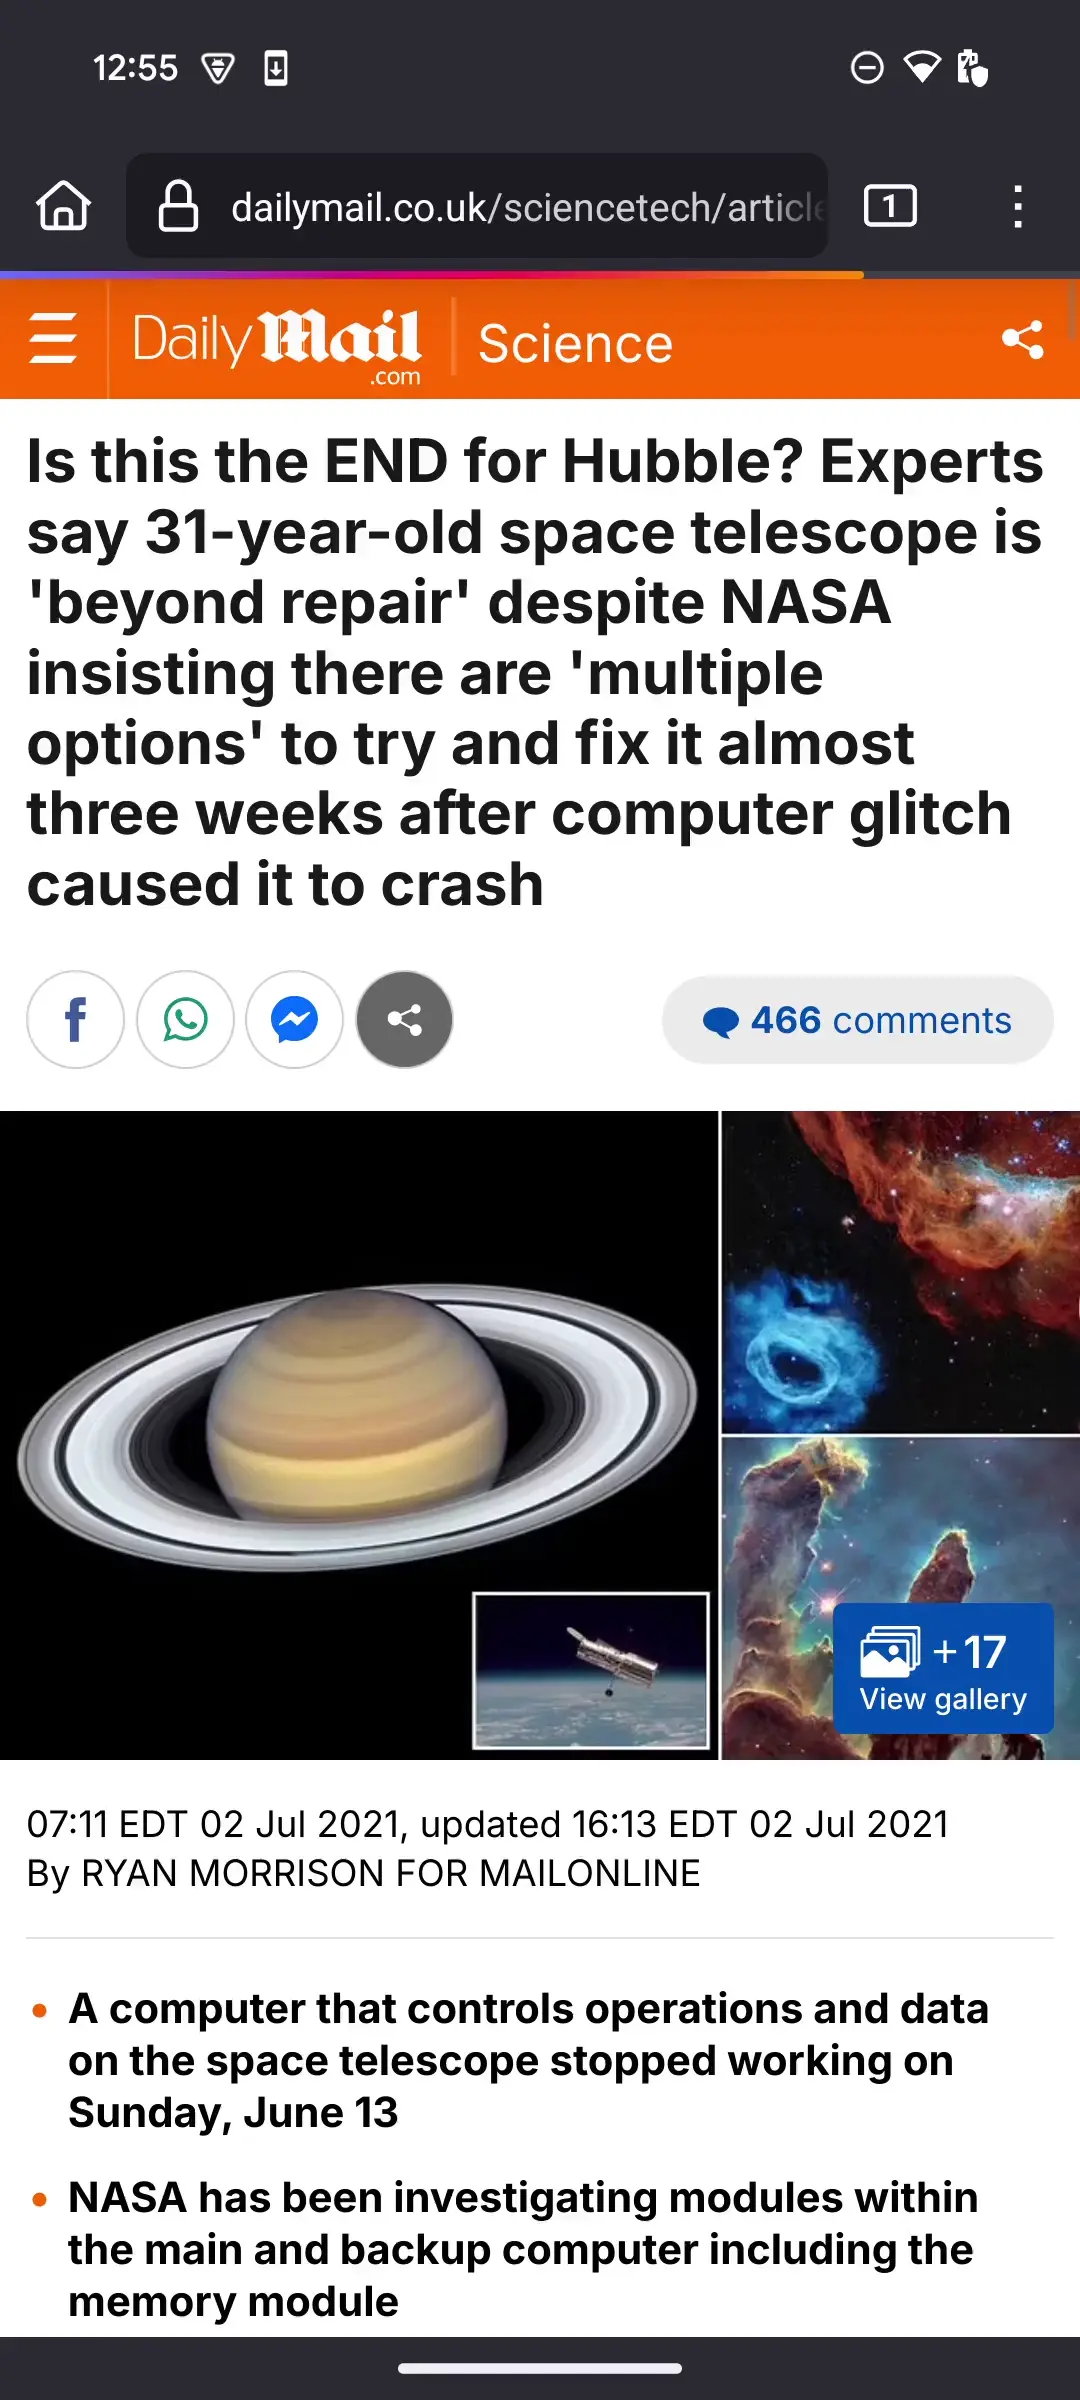 12:55
dailymail.co.uk/sciencetech/article
1
Daily Mail
.com
Science
Is this the END for Hubble? Experts
say 31-year-old space telescope is
'beyond repair' despite NASA
insisting there are 'multiple
options' to try and fix it almost
three weeks after computer glitch
caused it to crash
466 comments
+17
View gallery
07:11 EDT 02 Jul 2021, updated 16:13 EDT 02 Jul 2021
By RYAN MORRISON FOR MAILONLINE
• A computer that controls operations and data
on the space telescope stopped working on
Sunday, June 13
• NASA has been investigating modules within
the main and backup computer including the
memory module